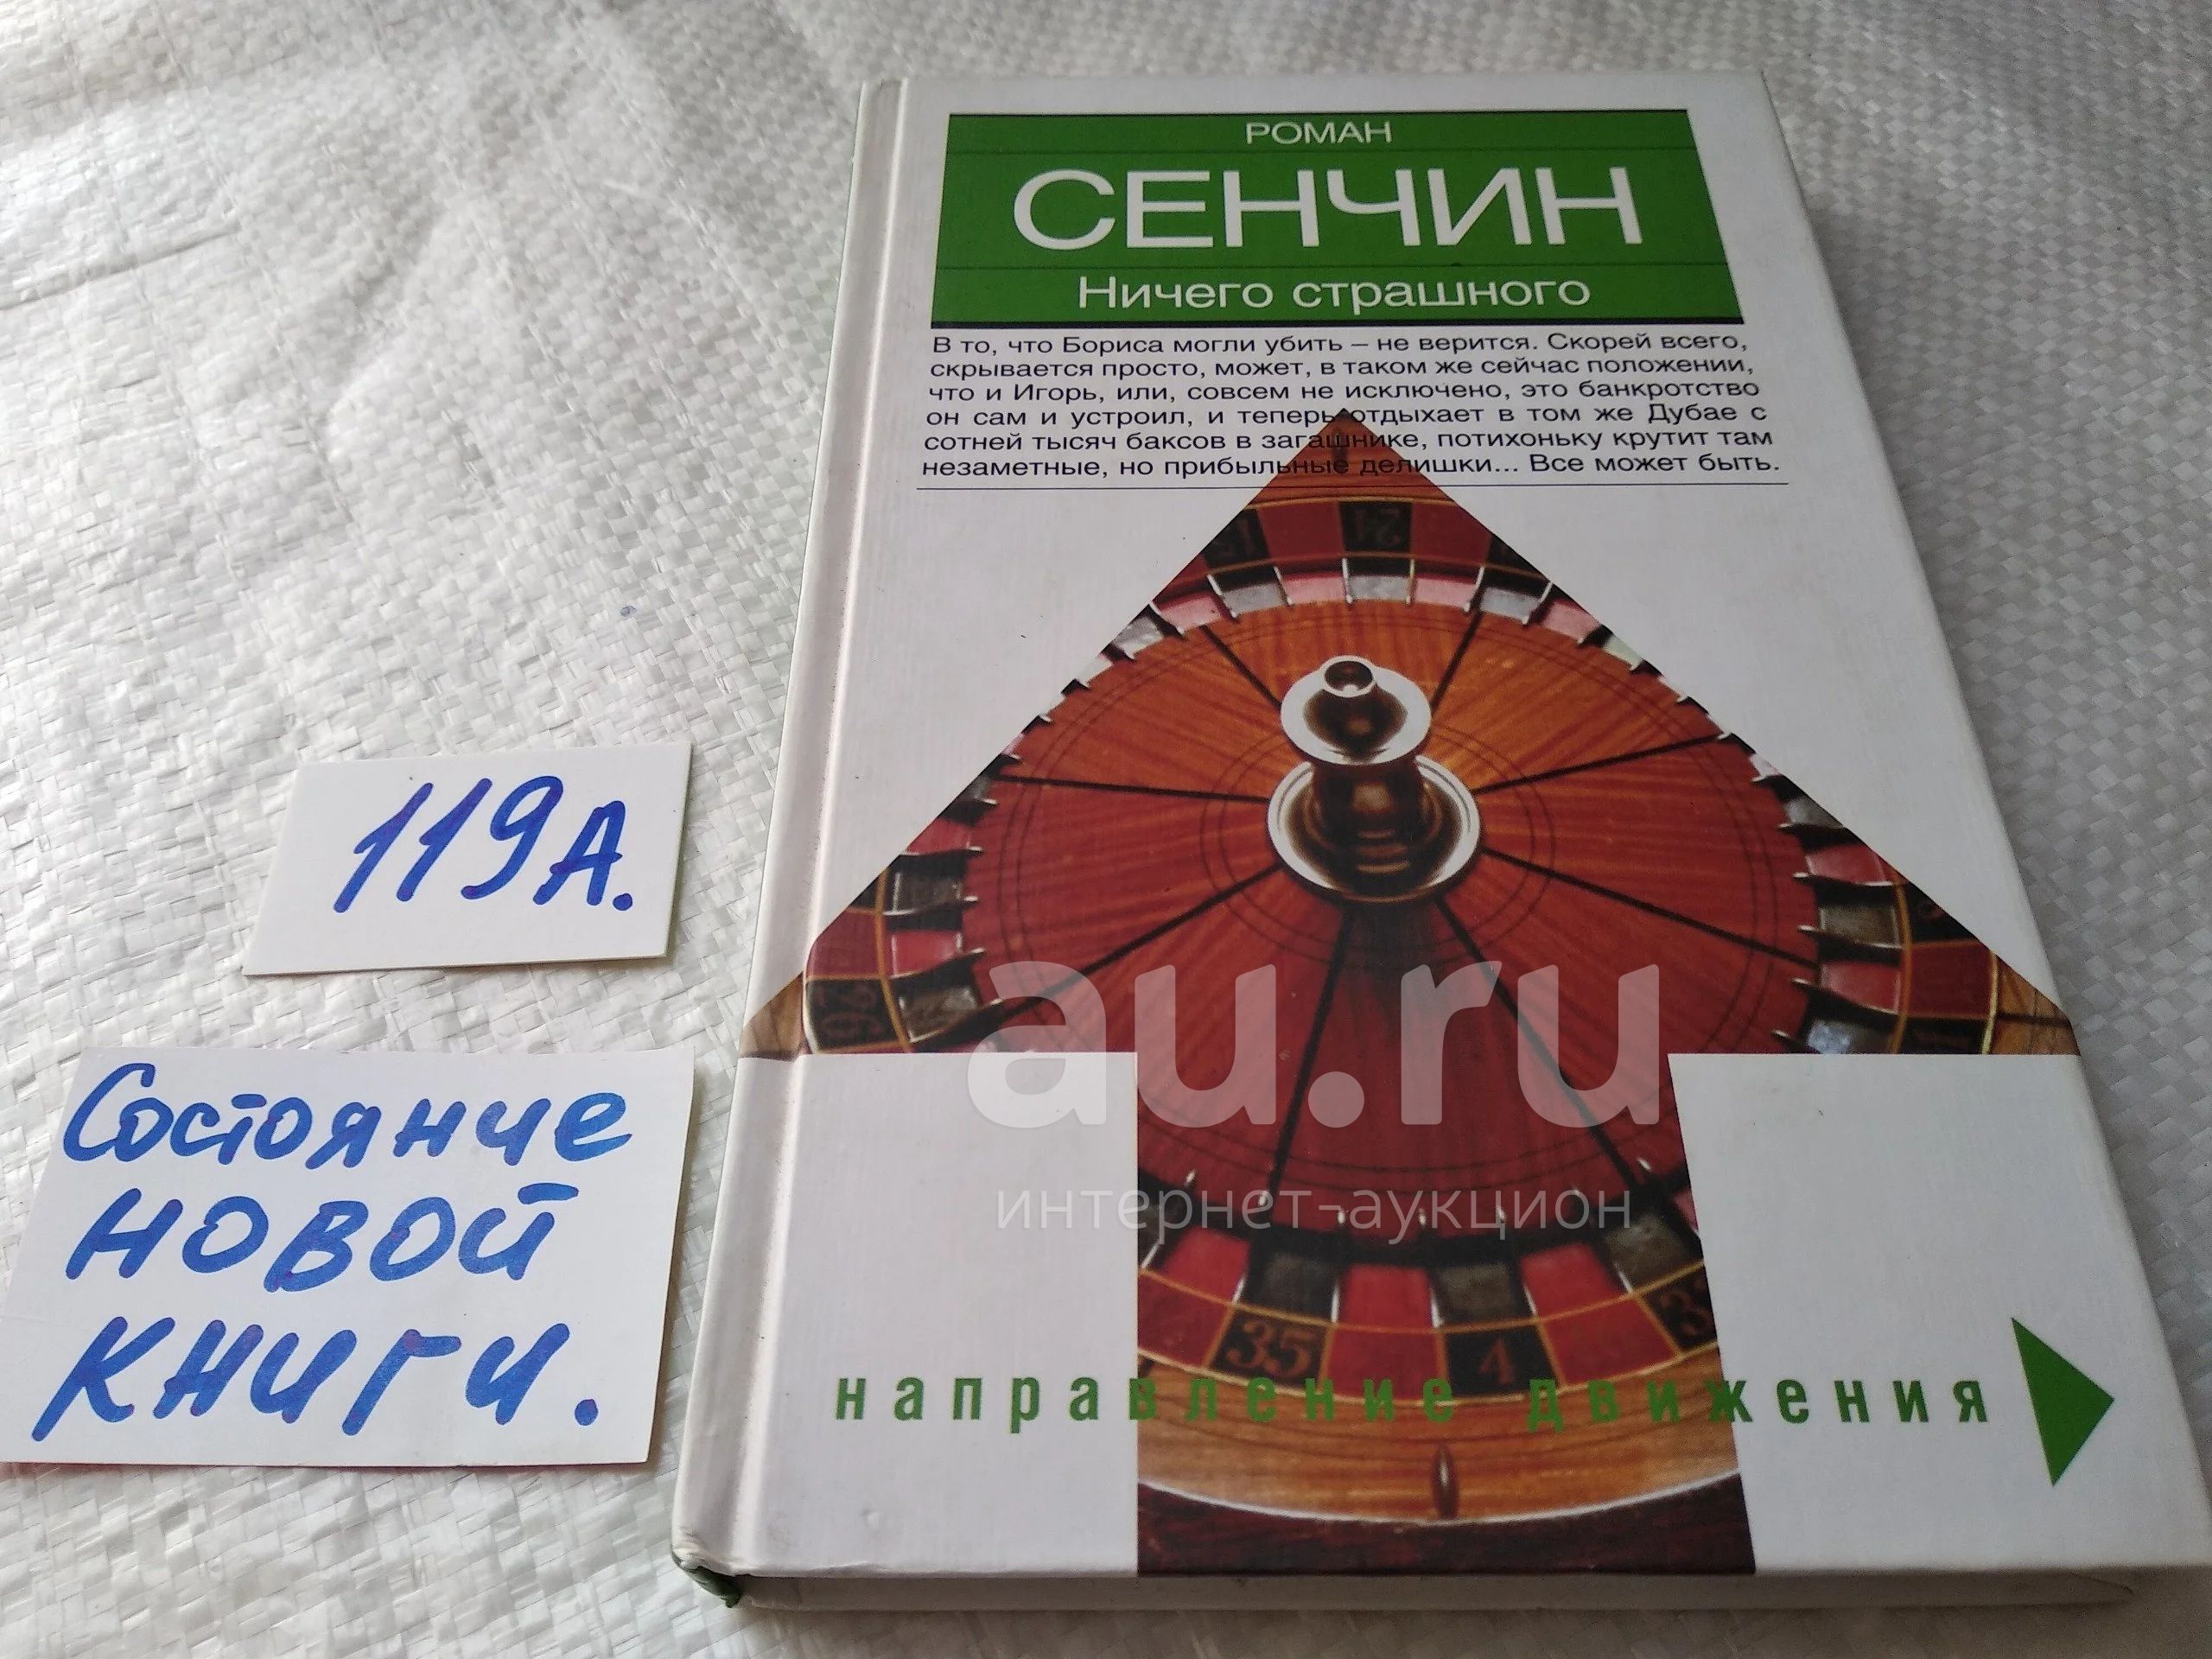 РОМАН
СЕНЧИН
Ничего страшного
В то, что Бориса могли убить – не верится. Скорей всего,
скрывается просто, может, в таком же сейчас положении,
что и Игорь, или, совсем не исключено, это банкротство
он сам и устроил, и теперь отдыхает в том же Дубае с
сотней тысяч баксов в загашнике, потихоньку крутит там
незаметные, но прибыльные делишки... Все может быть.
24
26
119А.
Состояние
новой
книги.
au.ru
интернет-аукцион
35
4
направление движения